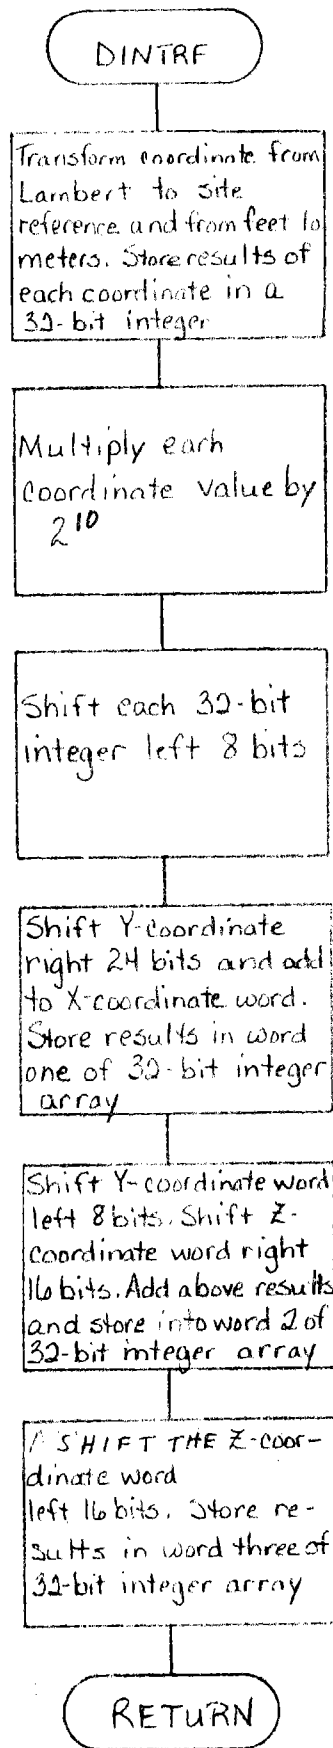 DINTRF
Transform coordinate from
Lambert to site
reference and from feet to
meters. Store results of
each coordinate in a
32-bit integer
Multiply each
coordinate value by
2^10
Shift each 32-bit
integer left 8 bits
Shift Y-coordinate
right 24 bits and add
to X-coordinate word.
Store results in word
one of 32-bit integer
array
Shift Y-coordinate word
left 8 bits. Shift Z-
coordinate word right
16 bits. Add above results
and store into word 2 of
32-bit integer array
SHIFT THE Z-coor-
dinate word
left 16 bits. Store re-
sults in word three of
32-bit integer array
RETURN